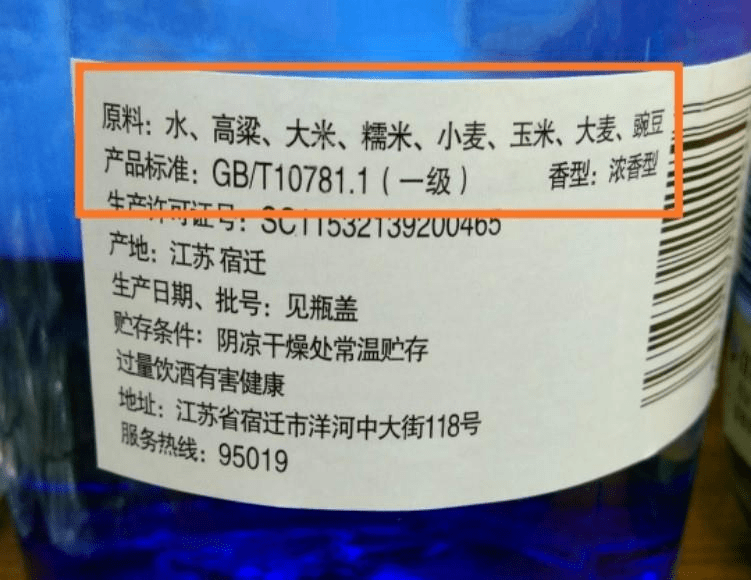 原料：水、高粱、大米、糯米、小麦、玉米、大麦、豌豆
产品标准：GB/T10781.1（一级） 香型：浓香型
生产许可证号：SC11532139200465
产地：江苏 宿迁
生产日期、批号：见瓶盖
贮存条件：阴凉干燥处常温贮存
过量饮酒有害健康
地址：江苏省宿迁市洋河中大街118号
服务热线：95019